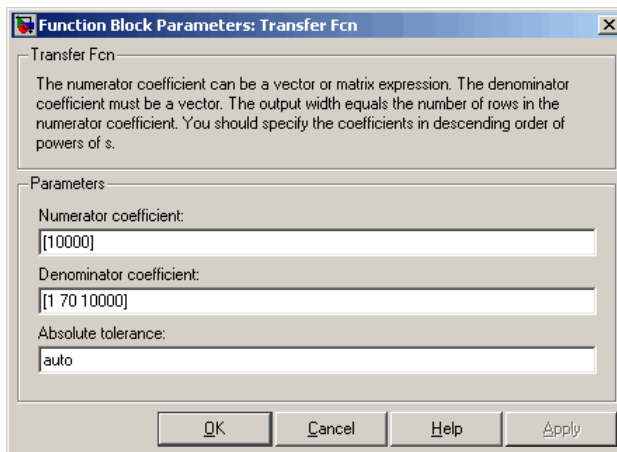 Function Block Parameters: Transfer Fcn
Transfer Fcn
The numerator coefficient can be a vector or matrix expression. The denominator
coefficient must be a vector. The output width equals the number of rows in the
numerator coefficient. You should specify the coefficients in descending order of
powers of s.
Parameters
Numerator coefficient:
[10000]
Denominator coefficient:
[1 70 10000]
Absolute tolerance:
auto
OK Cancel Help Apply